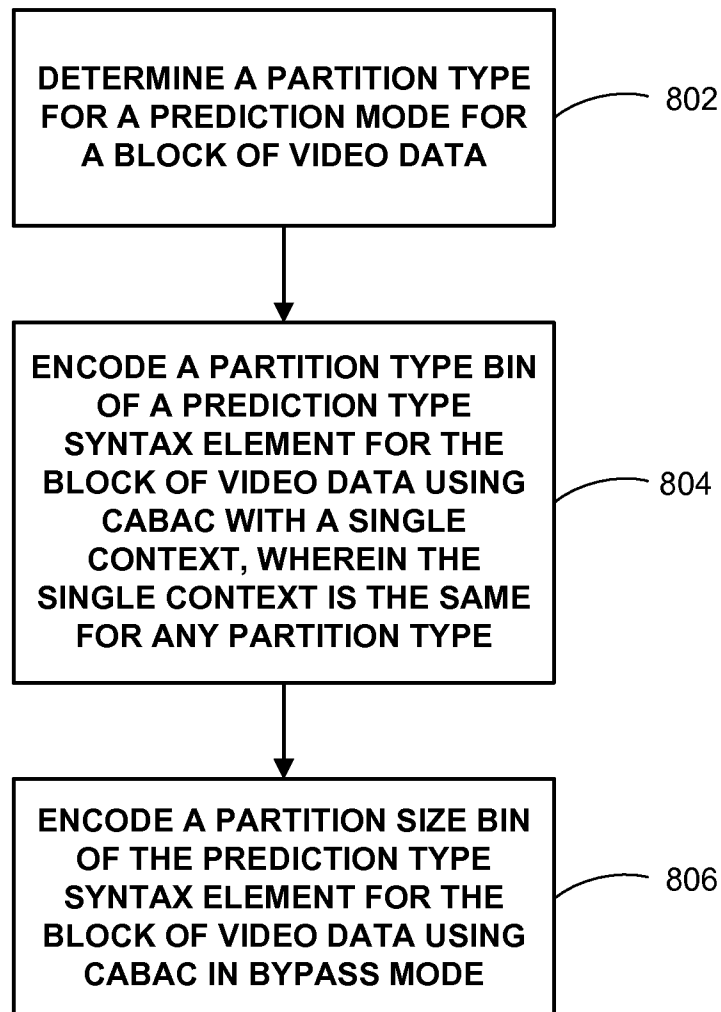 DETERMINE A PARTITION TYPE
FOR A PREDICTION MODE FOR
A BLOCK OF VIDEO DATA
802
ENCODE A PARTITION TYPE BIN
OF A PREDICTION TYPE
SYNTAX ELEMENT FOR THE
BLOCK OF VIDEO DATA USING
CABAC WITH A SINGLE
CONTEXT, WHEREIN THE
SINGLE CONTEXT IS THE SAME
FOR ANY PARTITION TYPE
804
ENCODE A PARTITION SIZE BIN
OF THE PREDICTION TYPE
SYNTAX ELEMENT FOR THE
BLOCK OF VIDEO DATA USING
CABAC IN BYPASS MODE
806